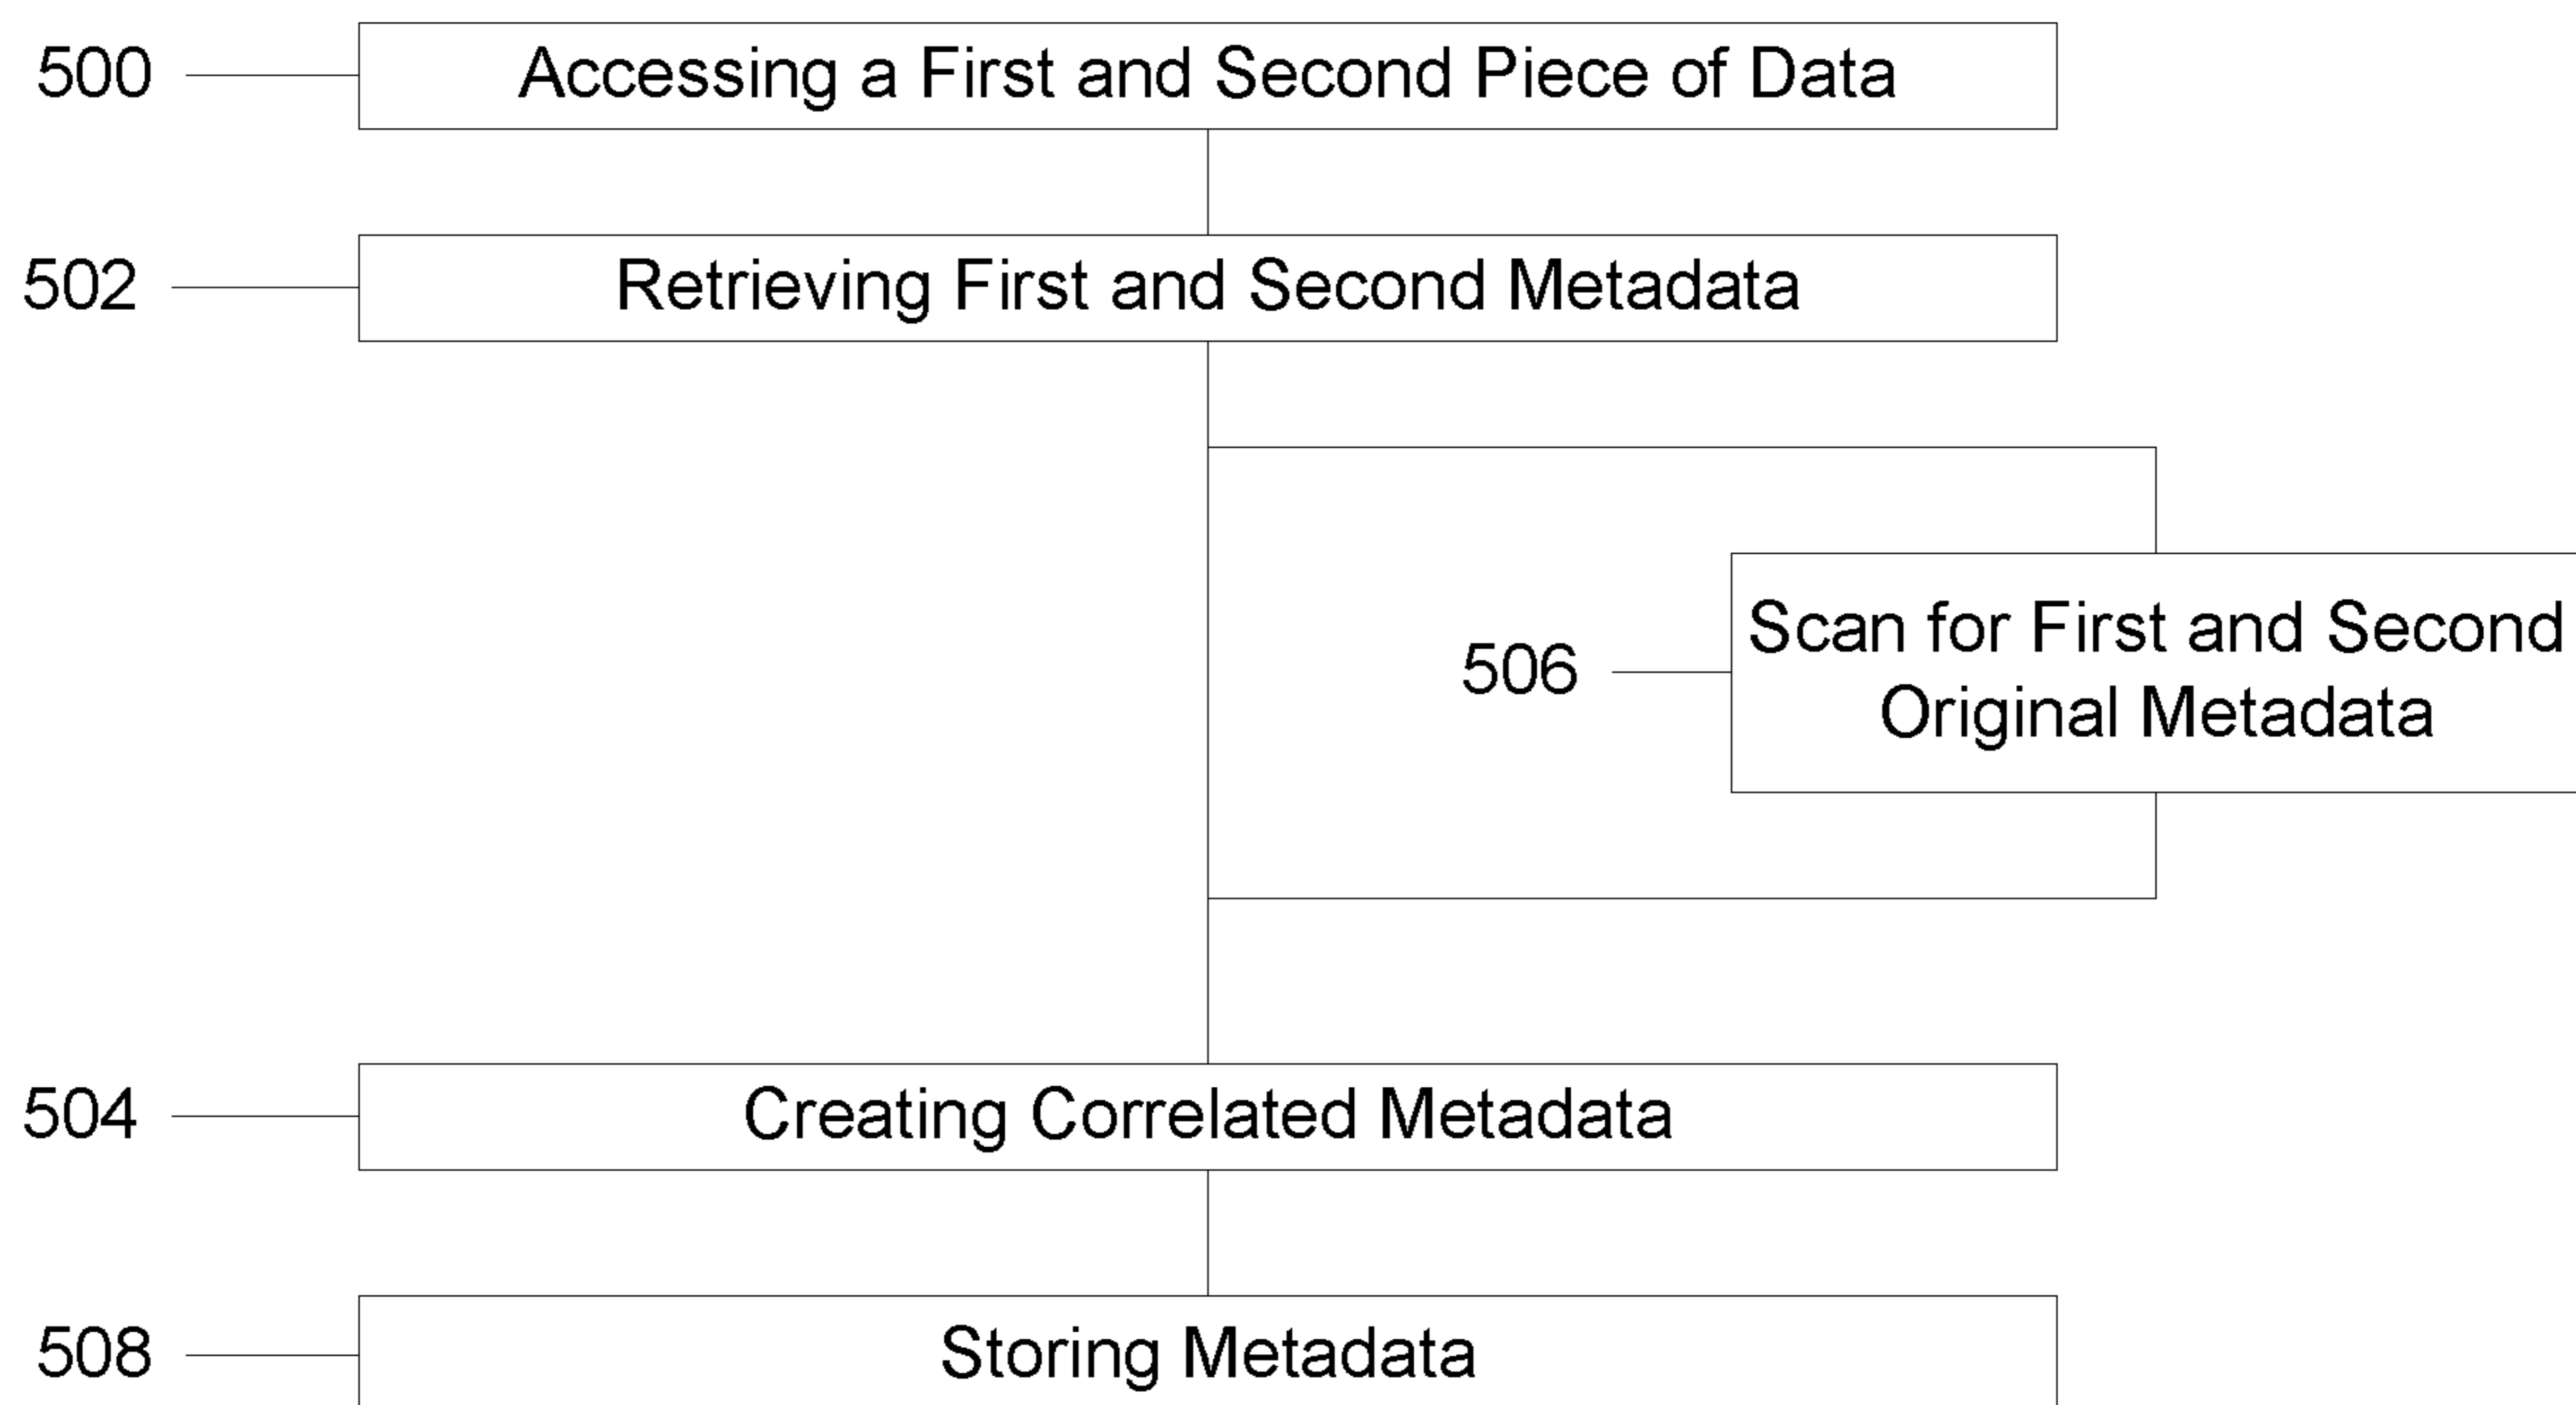 500 Accessing a First and Second Piece of Data
502 Retrieving First and Second Metadata
506 Scan for First and Second
Original Metadata
504 Creating Correlated Metadata
508 Storing Metadata